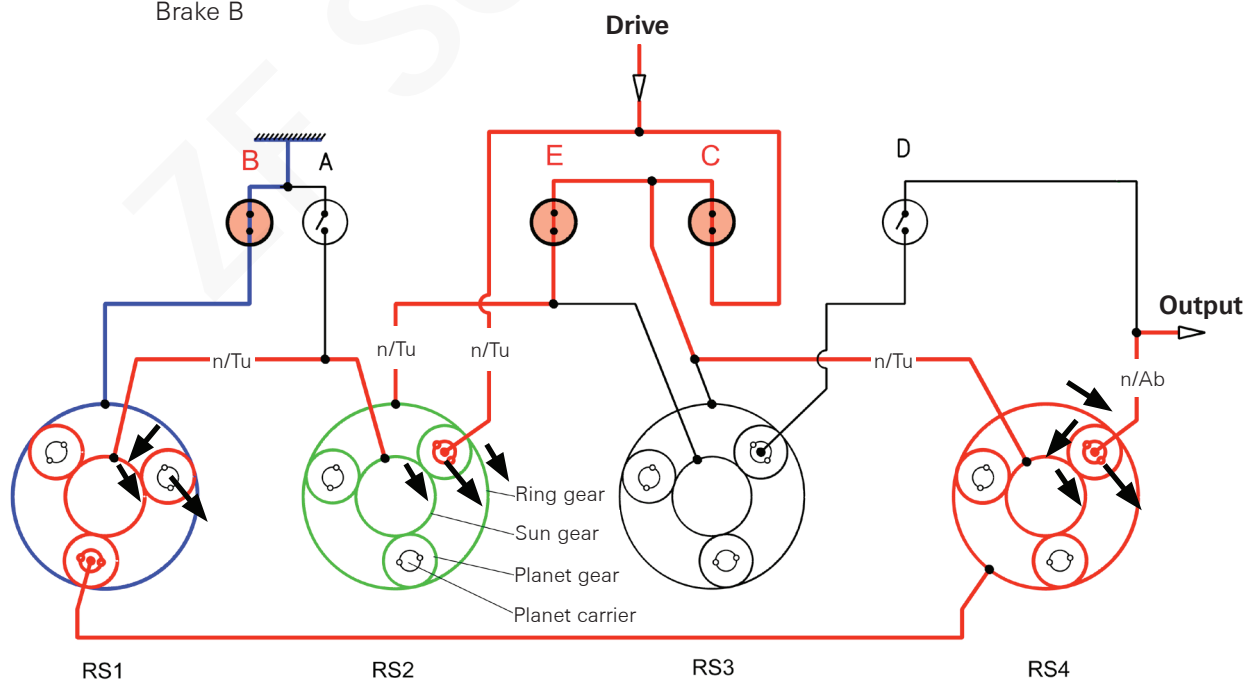 Brake B
Drive
B
A
E
C
D
Output
n/Tu
n/Tu
n/Tu
n/Tu
n/Ab
Ring gear
Sun gear
Planet gear
Planet carrier
RS1
RS2
RS3
RS4